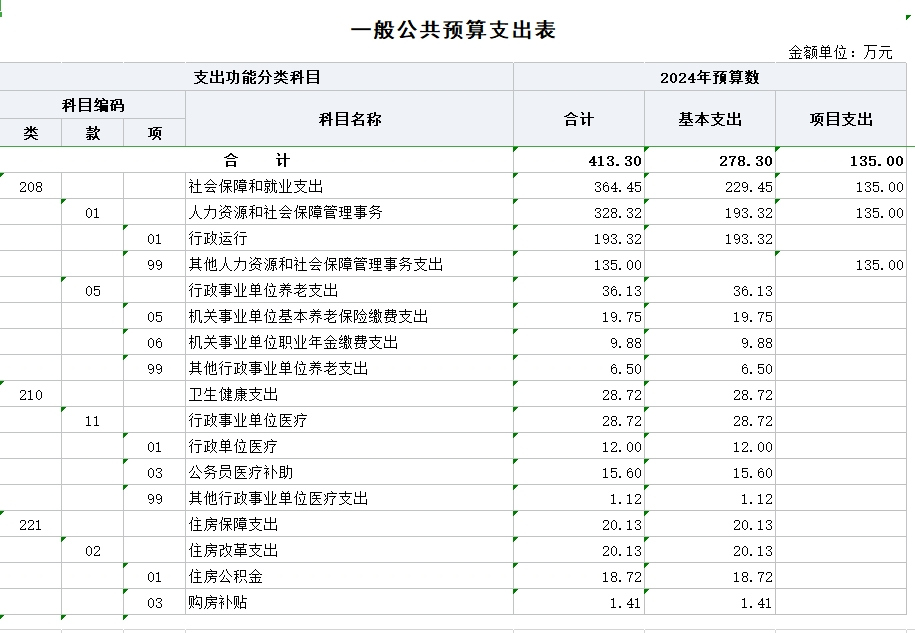 一般公共预算支出表
金额单位：万元
支出功能分类科目 2024年预算数
科目编码 科目名称 合计 基本支出 项目支出
类 款 项
合 计 413.30 278.30 135.00
208 社会保障和就业支出 364.45 229.45 135.00
01 人力资源和社会保障管理事务 328.32 193.32 135.00
01 行政运行 193.32 193.32
99 其他人力资源和社会保障管理事务支出 135.00 135.00
05 行政事业单位养老支出 36.13 36.13
05 机关事业单位基本养老保险缴费支出 19.75 19.75
06 机关事业单位职业年金缴费支出 9.88 9.88
99 其他行政事业单位养老支出 6.50 6.50
210 卫生健康支出 28.72 28.72
11 行政事业单位医疗 28.72 28.72
01 行政单位医疗 12.00 12.00
03 公务员医疗补助 15.60 15.60
99 其他行政事业单位医疗支出 1.12 1.12
221 住房保障支出 20.13 20.13
02 住房改革支出 20.13 20.13
01 住房公积金 18.72 18.72
03 购房补贴 1.41 1.41